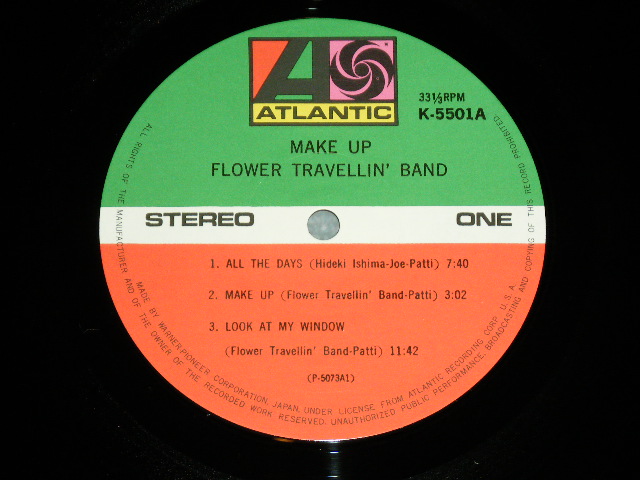 ATLANTIC
33⅓RPM
K-5501A
MAKE UP
FLOWER TRAVELLIN' BAND
STEREO
ONE
1. ALL THE DAYS (Hideki Ishima-Joe-Patti) 7:40
2. MAKE UP (Flower Travellin' Band-Patti) 3:02
3. LOOK AT MY WINDOW
(Flower Travellin' Band-Patti) 11:42
(P-5073A1)
ALL RIGHTS OF THE MANUFACTURER AND OF THE OWNER OF THE RECORDED WORK RESERVED. UNAUTHORIZED PUBLIC PERFORMANCE, BROADCASTING AND COPYING OF THIS RECORD PROHIBITED
MADE BY WARNER-PIONEER CORPORATION, JAPAN, UNDER LICENSE FROM ATLANTIC RECORDING CORP. U.S.A.